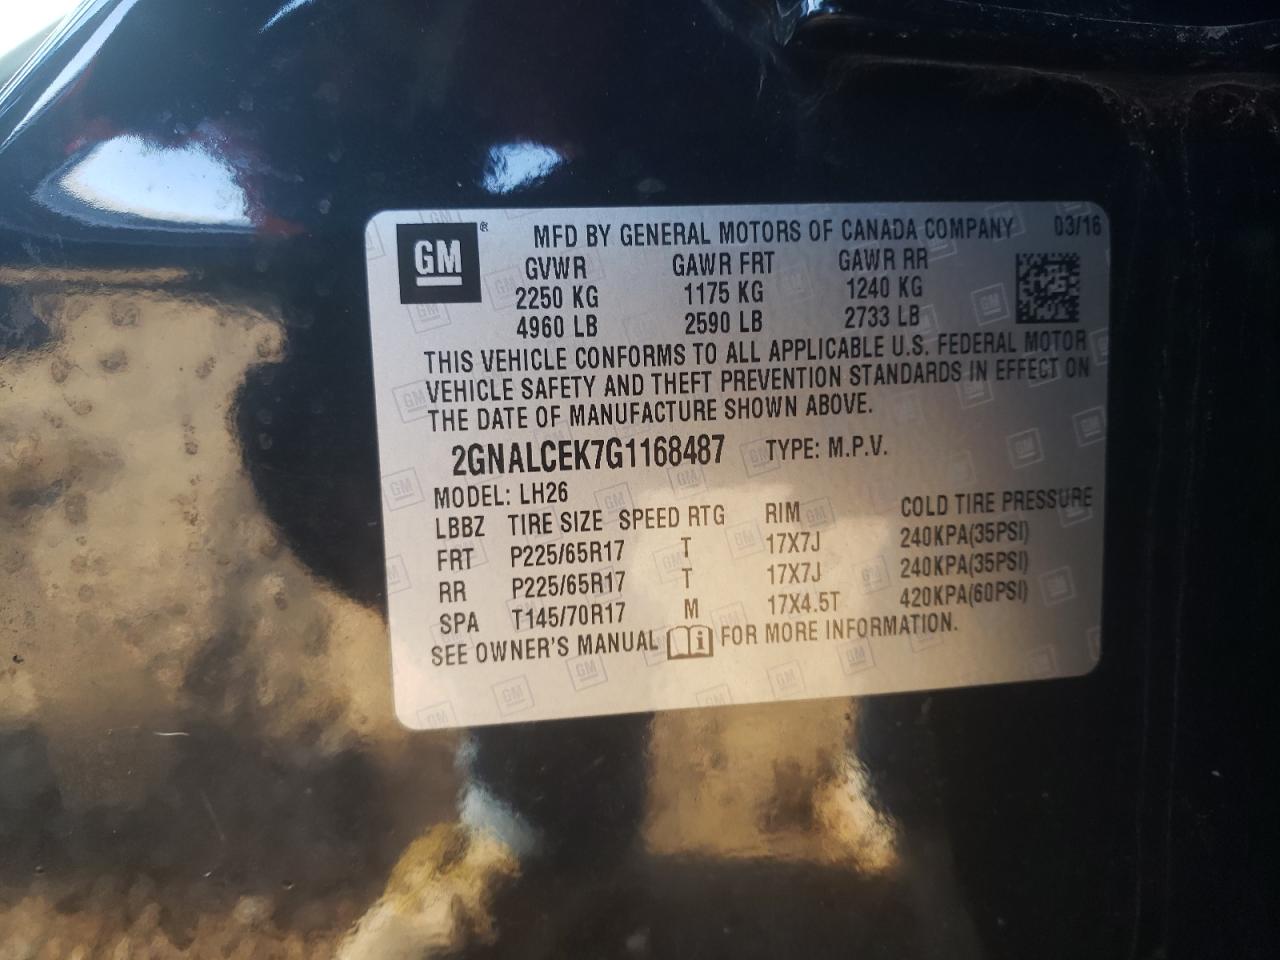 GM ® MFD BY GENERAL MOTORS OF CANADA COMPANY 03/16
GVWR GAWR FRT GAWR RR
2250 KG 1175 KG 1240 KG
4960 LB 2590 LB 2733 LB
THIS VEHICLE CONFORMS TO ALL APPLICABLE U.S. FEDERAL MOTOR
VEHICLE SAFETY AND THEFT PREVENTION STANDARDS IN EFFECT ON
THE DATE OF MANUFACTURE SHOWN ABOVE.
2GNALCEK7G1168487 TYPE: M.P.V.
MODEL: LH26
LBBZ TIRE SIZE SPEED RTG RIM COLD TIRE PRESSURE
FRT P225/65R17 T 17X7J 240KPA(35PSI)
RR P225/65R17 T 17X7J 240KPA(35PSI)
SPA T145/70R17 M 17X4.5T 420KPA(60PSI)
SEE OWNER'S MANUAL i FOR MORE INFORMATION.